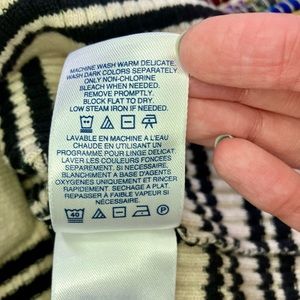 MACHINE WASH WARM DELICATE.
WASH DARK COLORS SEPARATELY
ONLY NON-CHLORINE
BLEACH WHEN NEEDED.
REMOVE PROMPTLY.
BLOCK FLAT TO DRY.
LOW STEAM IRON IF NEEDED.
LAVABLE EN MACHINE A L'EAU
CHAUDE EN UTILISANT UN
PROGRAMME POUR LINGE DELICAT.
LAVER LES COULEURS FONCEES
SEPAREMENT. SI NECESSAIRE,
BLANCHIMENT A BASE D'AGENTS
OXYGENES UNIQUEMENT ET RINCER
RAPIDEMENT. SECHAGE A PLAT.
REPASSER A FAIBLE VAPEUR SI
NÉCESSAIRE.
40
P